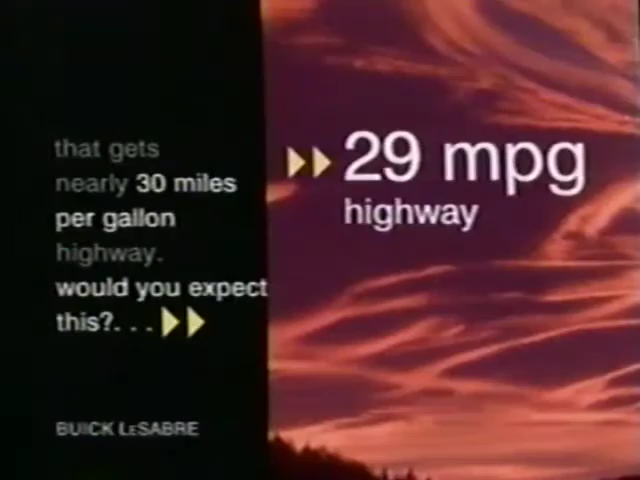 that gets
nearly 30 miles
per gallon
highway.
would you expect
this?. . .
BUICK LESABRE
29 mpg
highway